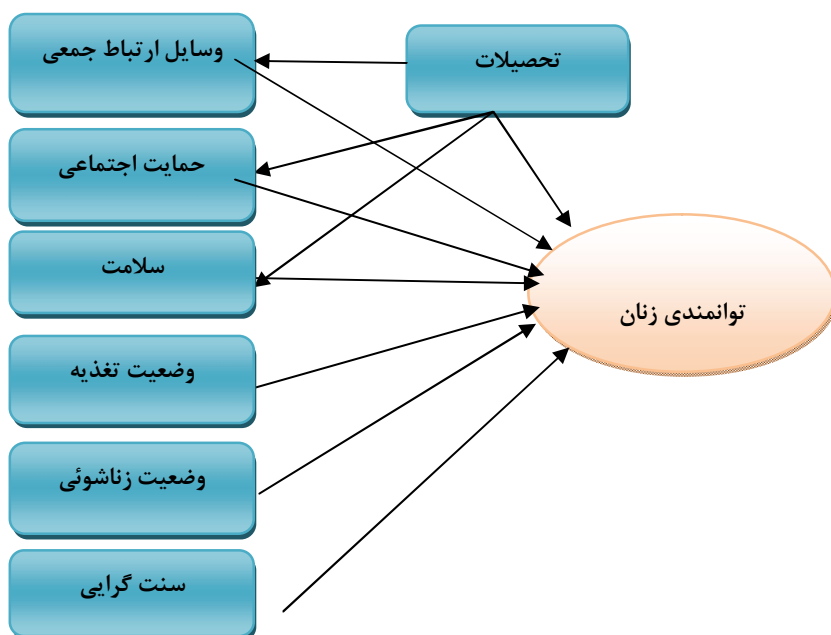 تحصیلات
وسایل ارتباط جمعی
حمایت اجتماعی
سلامت
توانمندی زنان
وضعیت تغذیه
وضعیت زناشوئی
سنت گرایی